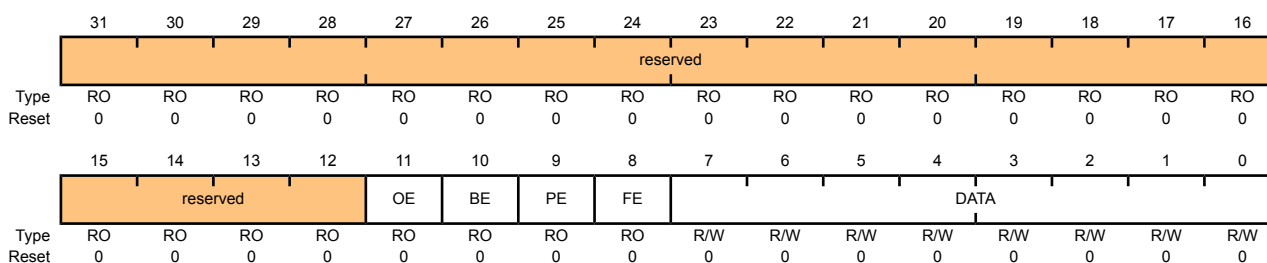 31 30 29 28 27 26 25 24 23 22 21 20 19 18 17 16
reserved
Type RO RO RO RO RO RO RO RO RO RO RO RO RO RO RO RO
Reset 0 0 0 0 0 0 0 0 0 0 0 0 0 0 0 0
15 14 13 12 11 10 9 8 7 6 5 4 3 2 1 0
reserved OE BE PE FE DATA
Type RO RO RO RO RO RO RO RO R/W R/W R/W R/W R/W R/W R/W R/W
Reset 0 0 0 0 0 0 0 0 0 0 0 0 0 0 0 0